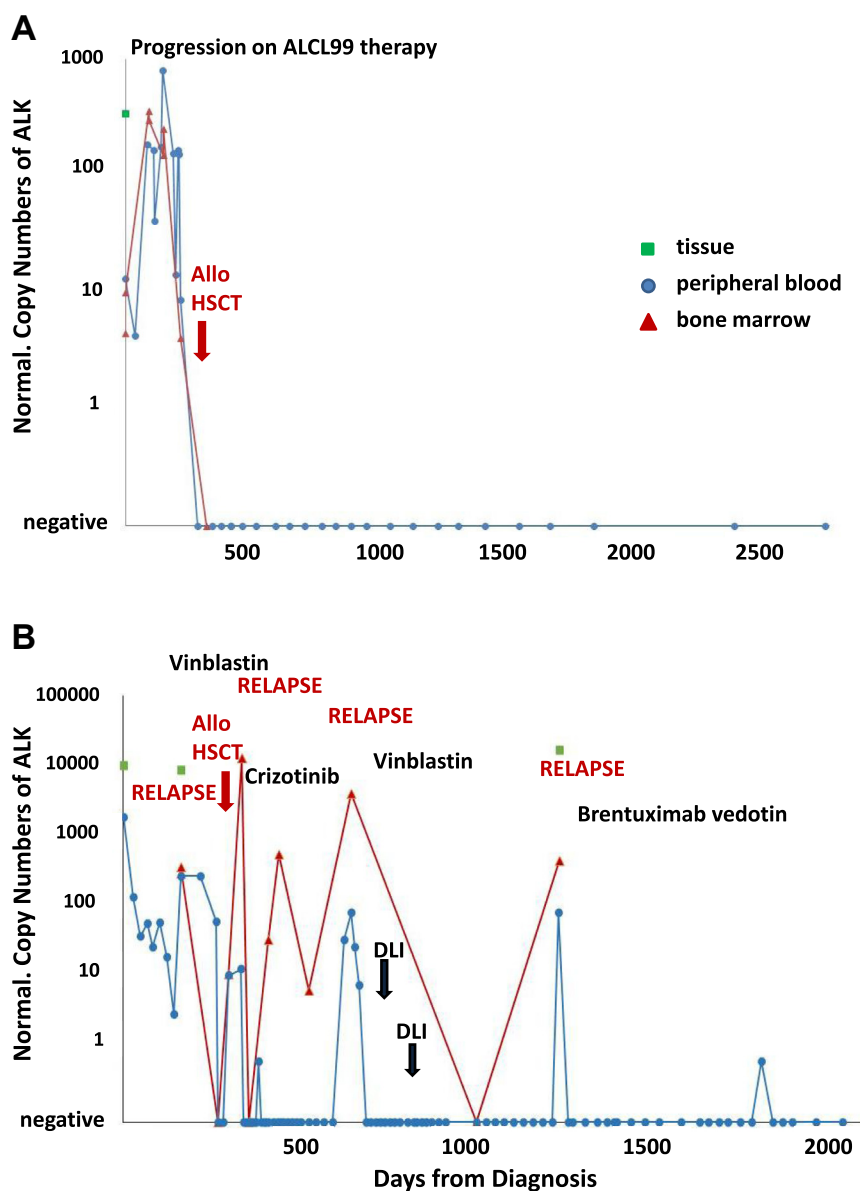 A
Progression on ALCL99 therapy
1000
100
10
1
negative
Normal. Copy Numbers of ALK
Allo
HSCT
tissue
peripheral blood
bone marrow
500
1000
1500
2000
2500
B
Vinblastin
RELAPSE
100000
Allo
HSCT
RELAPSE
Vinblastin
10000
Crizotinib
RELAPSE
RELAPSE
1000
Brentuximab vedotin
100
10
1
negative
Normal. Copy Numbers of ALK
DLI
DLI
500
1000
1500
2000
Days from Diagnosis